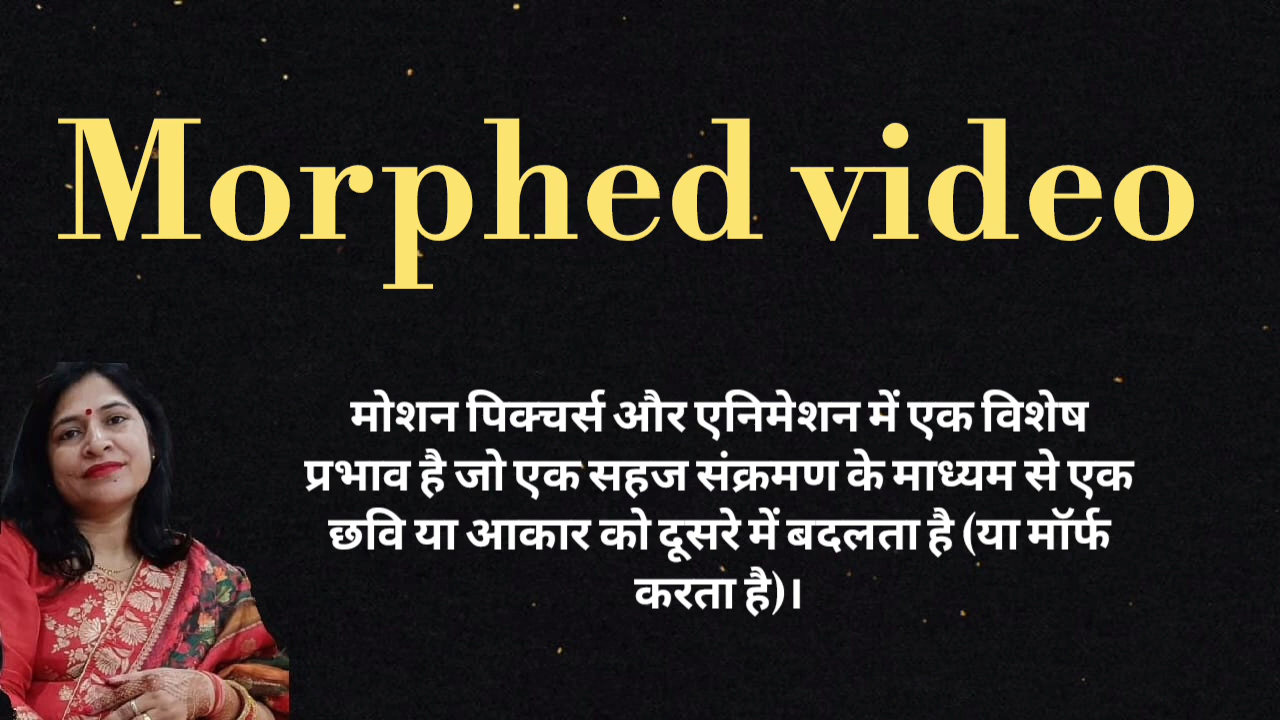 Morphed video
मोशन पिक्चर्स और एनिमेशन में एक विशेष
प्रभाव है जो एक सहज संक्रमण के माध्यम से एक
छवि या आकार को दूसरे में बदलता है (या मॉर्फ
करता है)।